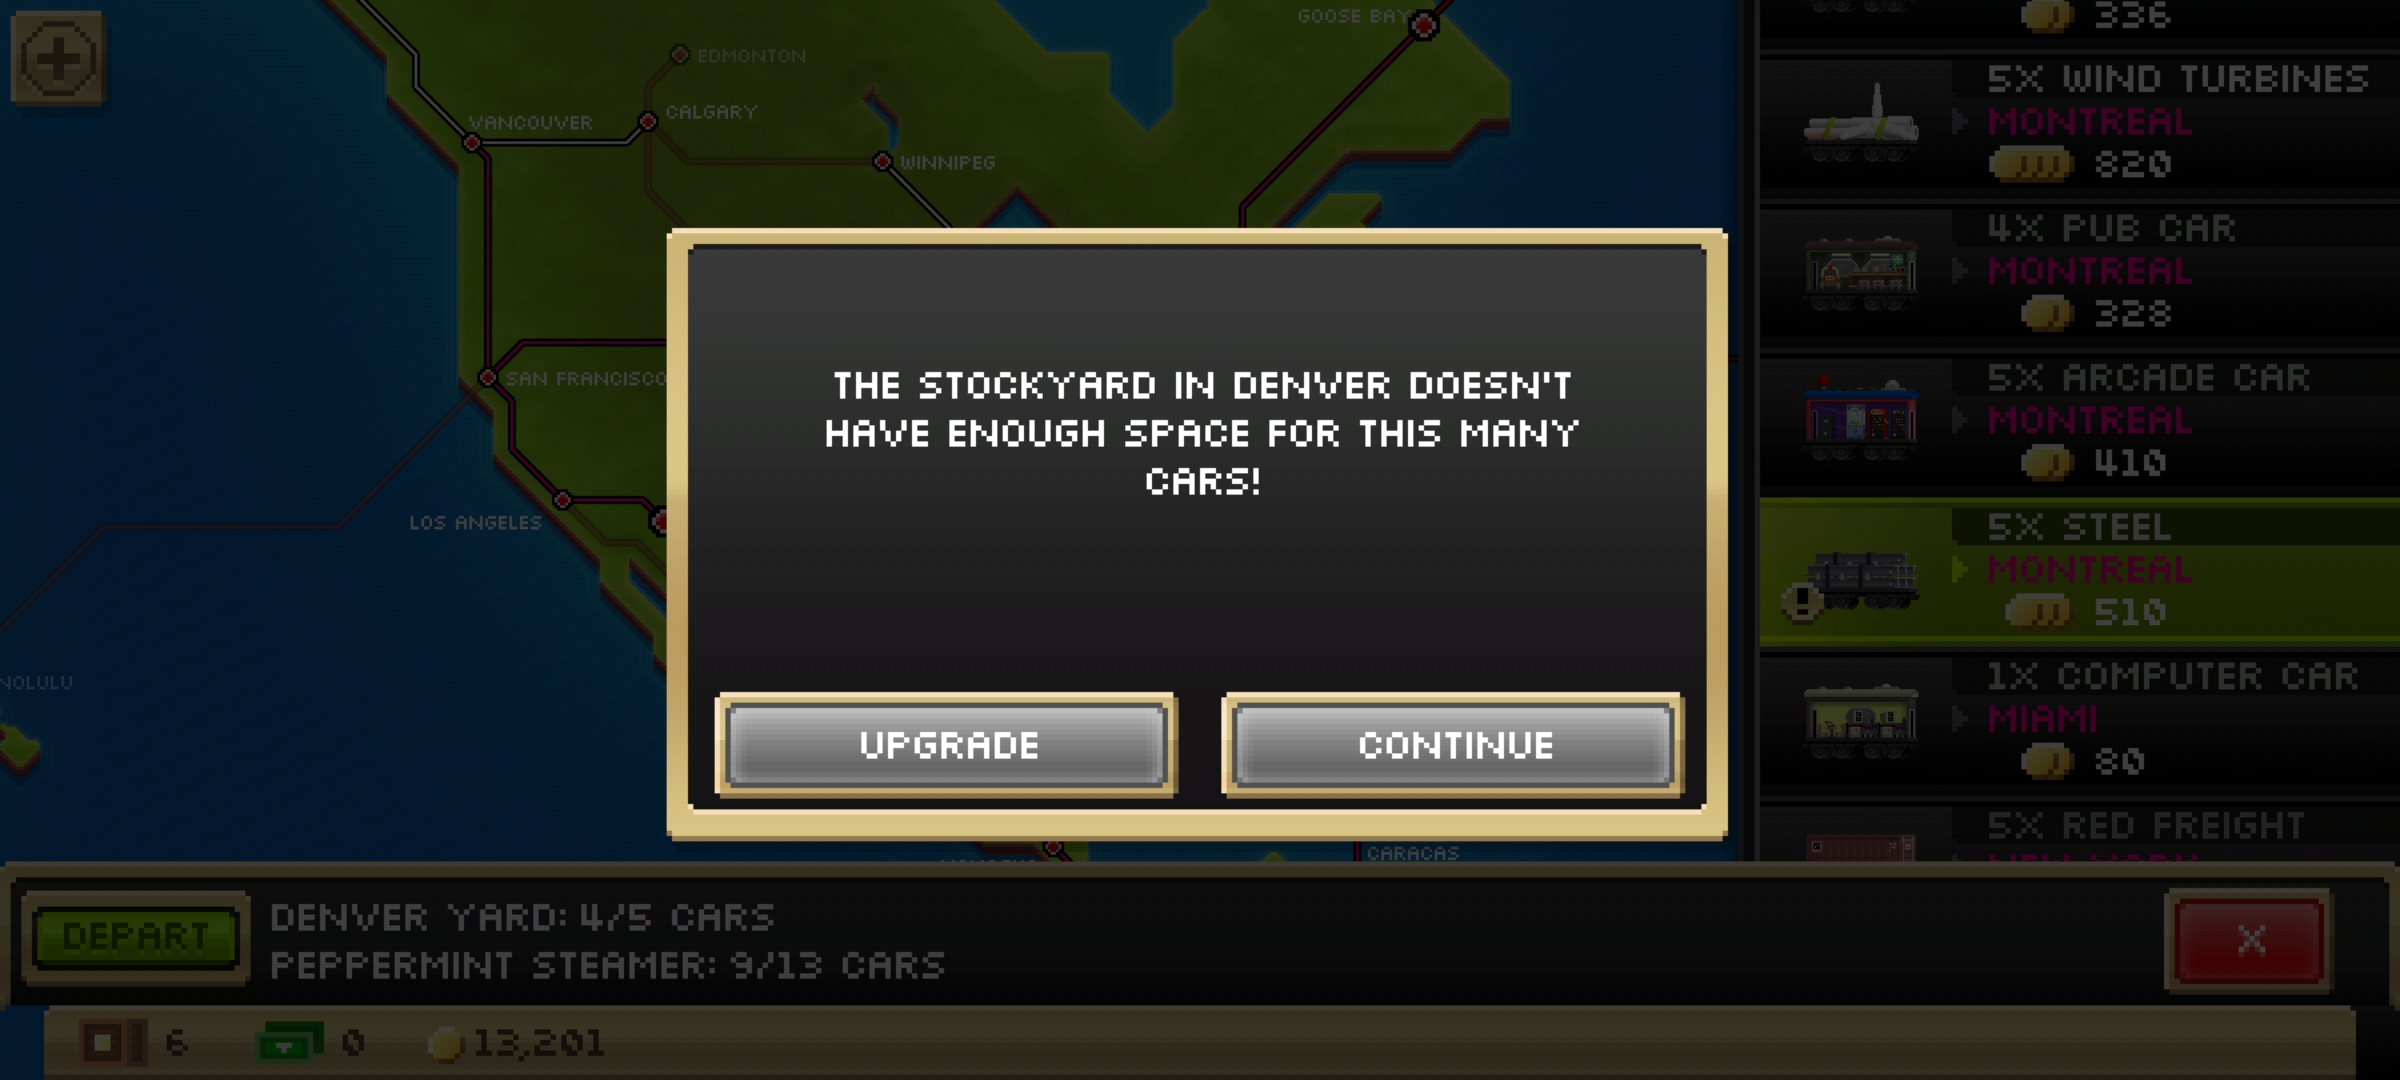 GOOSE BAY
336
EDMONTON
5X WIND TURBINES
MONTREAL
820
CALGARY
VANCOUVER
WINNIPEG
4X PUB CAR
MONTREAL
328
THE STOCKYARD IN DENVER DOESN'T
HAVE ENOUGH SPACE FOR THIS MANY
CARS!
SAN FRANCISCO
5X ARCADE CAR
MONTREAL
410
LOS ANGELES
5X STEEL
MONTREAL
510
NOLULU
1X COMPUTER CAR
MIAMI
80
UPGRADE
CONTINUE
5X RED FREIGHT
CARACAS
DEPART
DENVER YARD: 4/5 CARS
PEPPERMINT STEAMER: 9/13 CARS
X
6
0
13,201